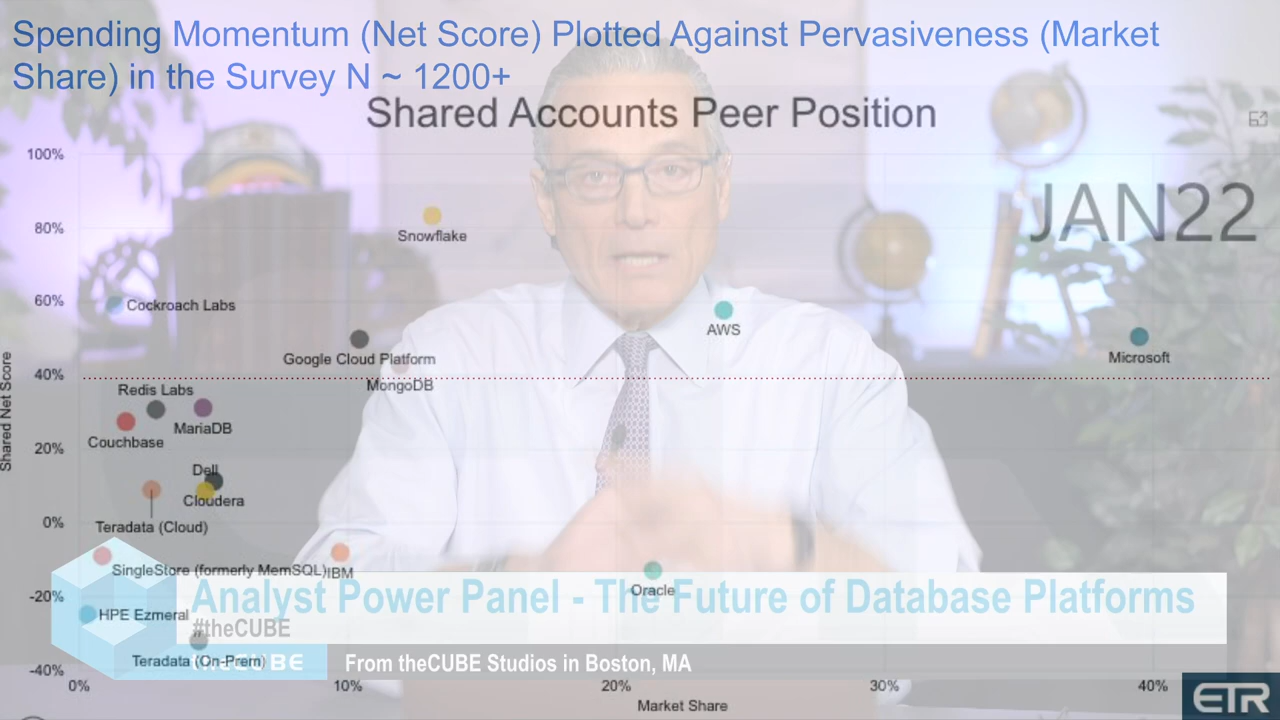 Spending Momentum (Net Score) Plotted Against Pervasiveness (Market
Share) in the Survey N ~ 1200+
Shared Accounts Peer Position
JAN22
100%
80%
60%
40%
20%
0%
-20%
-40%
Shared Net Score
Snowflake
Cockroach Labs
AWS
Google Cloud Platform
Microsoft
MongoDB
Redis Labs
MariaDB
Couchbase
Dell
Cloudera
Teradata (Cloud)
SingleStore (formerly MemSQL)
IBM
Oracle
HPE Ezmeral
Teradata (On-Prem)
Analyst Power Panel - The Future of Database Platforms
#theCUBE
theCUBE
From theCUBE Studios in Boston, MA
0%
10%
20%
30%
40%
Market Share
ETR